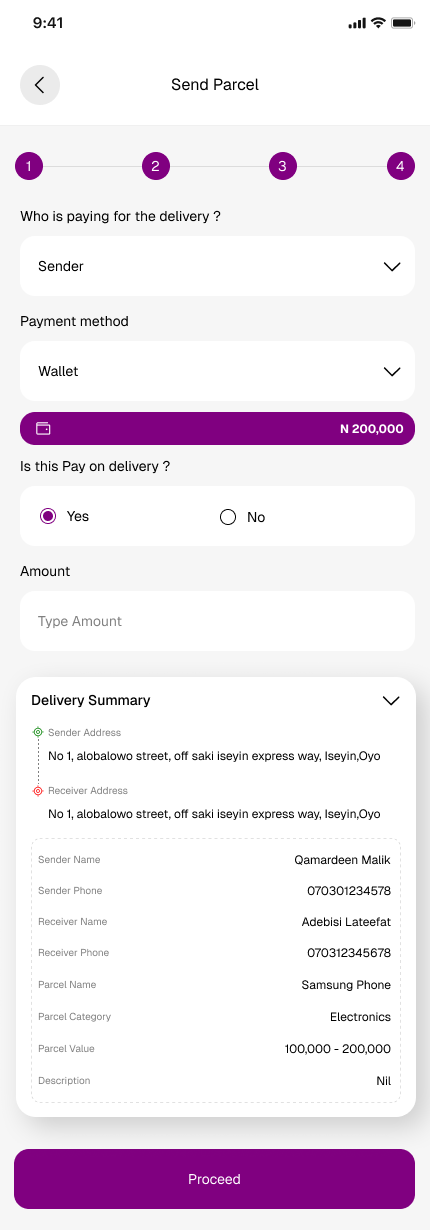 9:41
Send Parcel
1 2 3 4
Who is paying for the delivery ?
Sender
Payment method
Wallet
N 200,000
Is this Pay on delivery ?
Yes No
Amount
Type Amount
Delivery Summary
Sender Address
No 1, alobalowo street, off saki iseyin express way, Iseyin,Oyo
Receiver Address
No 1, alobalowo street, off saki iseyin express way, Iseyin,Oyo
Sender Name Qamardeen Malik
Sender Phone 070301234578
Receiver Name Adebisi Lateefat
Receiver Phone 070312345678
Parcel Name Samsung Phone
Parcel Category Electronics
Parcel Value 100,000 - 200,000
Description Nil
Proceed